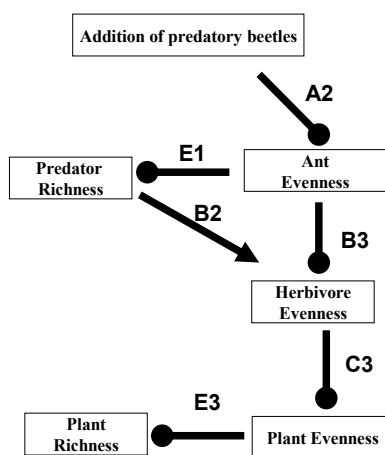 Addition of predatory beetles
A2
E1
Predator
Richness
Ant
Evenness
B2
B3
Herbivore
Evenness
C3
E3
Plant
Richness
Plant Evenness